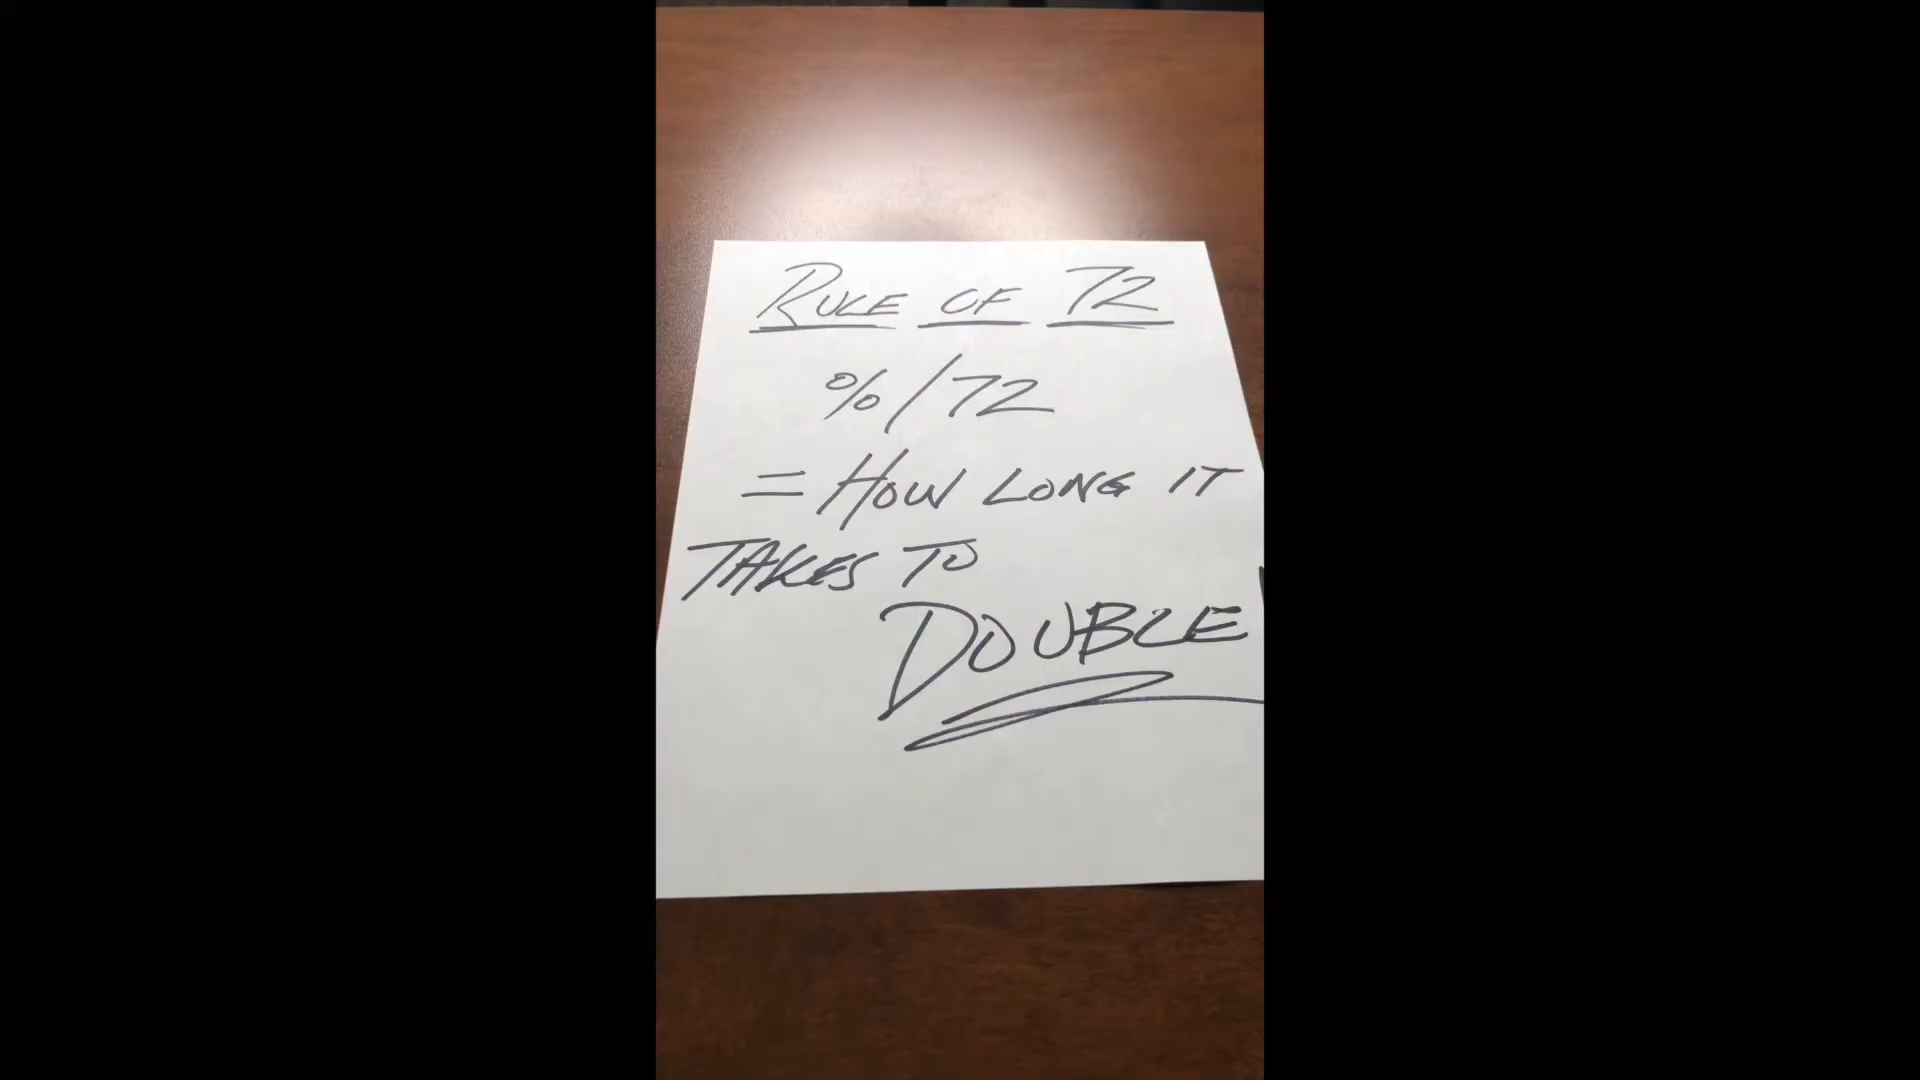 RULE OF 72
%/72
= HOW LONG IT
TAKES TO
DOUBLE